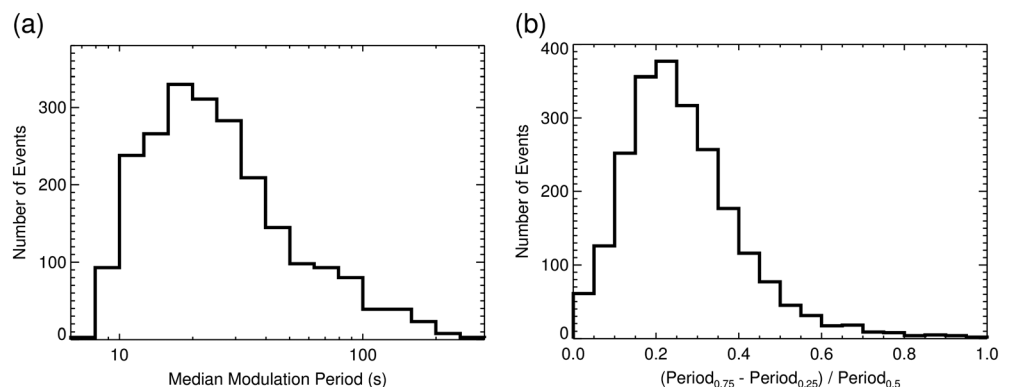 (a)
Number of Events
300
200
100
0
10
100
Median Modulation Period (s)
(b)
Number of Events
400
300
200
100
0
0.0
0.2
0.4
0.6
0.8
1.0
(Period0.75 - Period0.25) / Period0.5